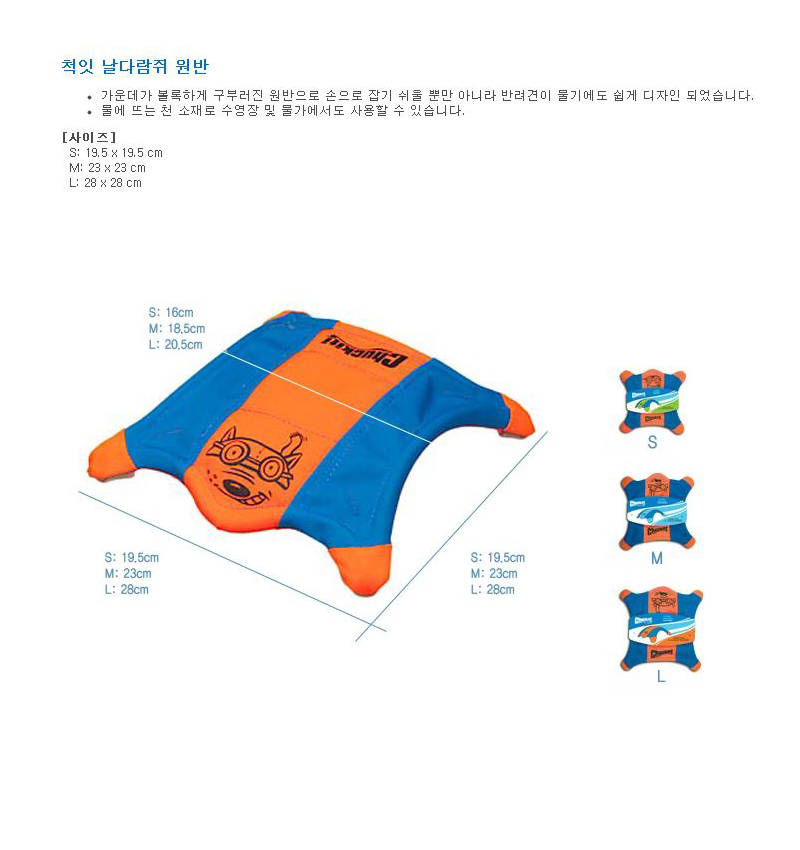 척잇 날다람쥐 원반
• 가운데가 볼록하게 구부러진 원반으로 손으로 잡기 쉬울 뿐만 아니라 반려견이 물기에도 쉽게 디자인 되었습니다.
• 물에 뜨는 천 소재로 수영장 및 물가에서도 사용할 수 있습니다.
[사이즈]
S: 19.5 x 19.5 cm
M: 23 x 23 cm
L: 28 x 28 cm
S: 16cm
M: 18.5cm
L: 20.5cm
Chuckit!
S
M
S: 19.5cm
M: 23cm
L: 28cm
S: 19.5cm
M: 23cm
L: 28cm
L